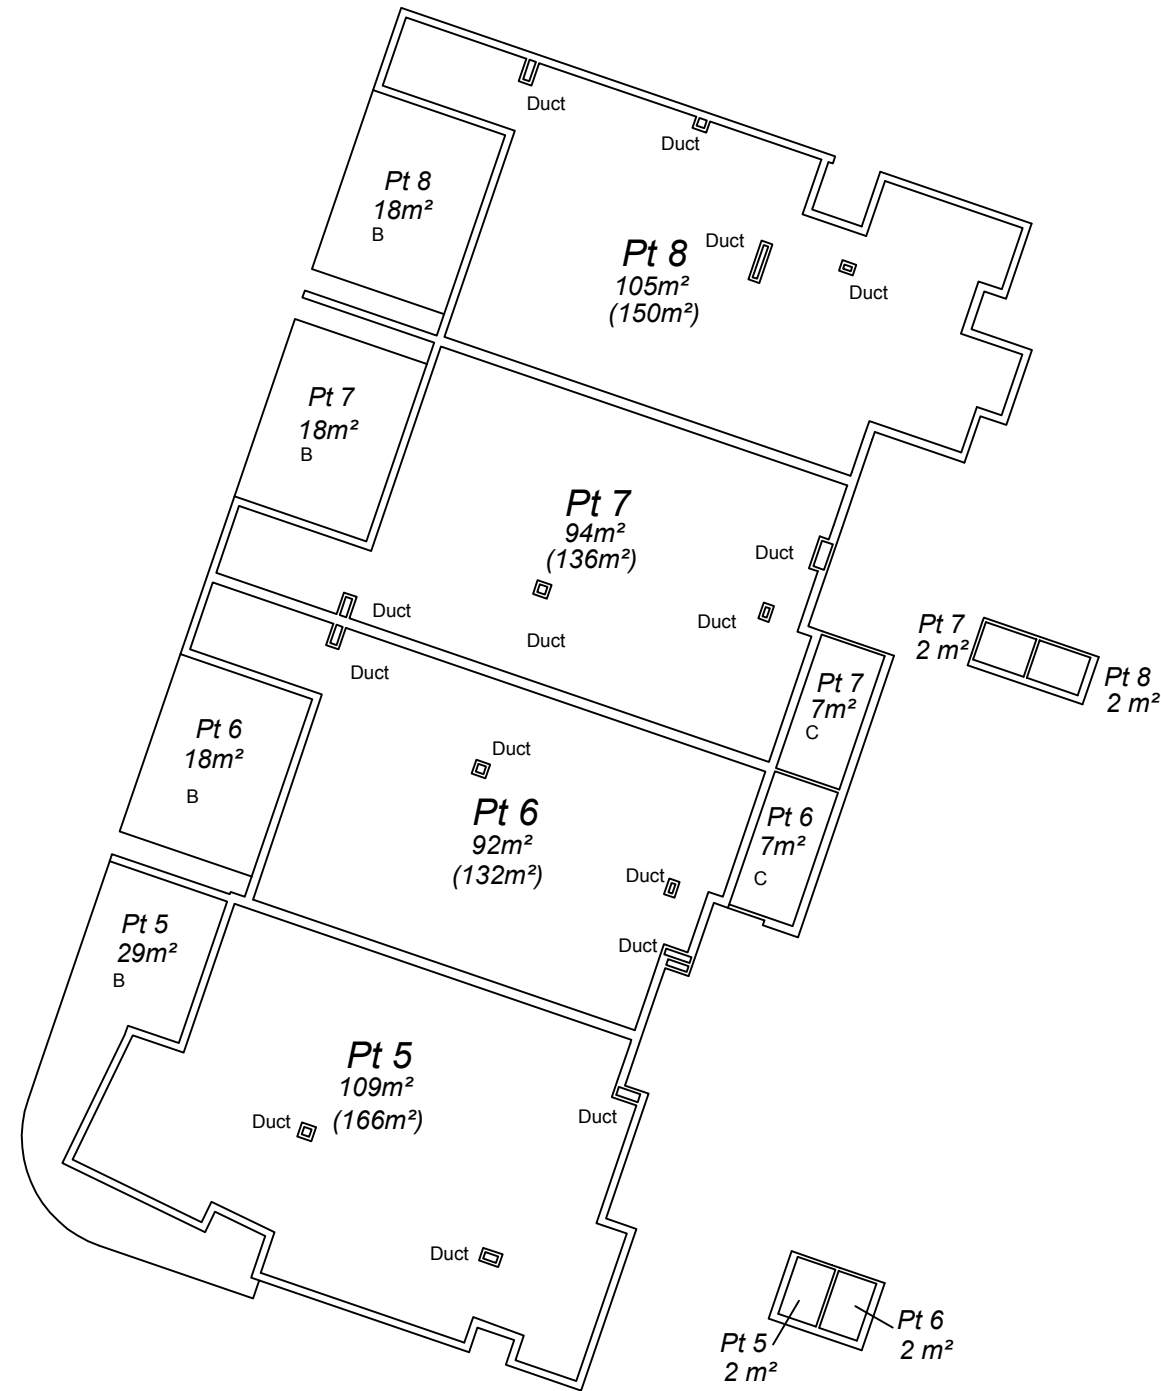 Duct
Duct
Pt 8
18m²
B
Duct
Pt 8
105m²
(150m²)
Duct
Pt 7
18m²
B
Pt 7
94m²
(136m²)
Duct
Duct
Duct
Duct
Duct
Pt 7
2 m²
Pt 8
2 m²
Pt 7
7m²
C
Pt 6
18m²
B
Duct
Pt 6
92m²
(132m²)
Pt 6
7m²
C
Duct
Duct
Pt 5
29m²
B
Pt 5
109m²
(166m²)
Duct
Duct
Duct
Pt 5
2 m²
Pt 6
2 m²